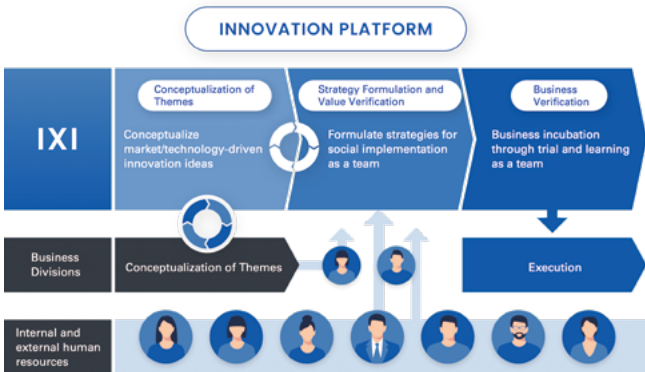 INNOVATION PLATFORM
IXI
Conceptualization of
Themes
Conceptualize
market/technology-driven
innovation ideas
Strategy Formulation and
Value Verification
Formulate strategies for
social implementation
as a team
Business
Verification
Business incubation
through trial and learning
as a team
Business
Divisions
Conceptualization of Themes
Execution
Internal and
external human
resources